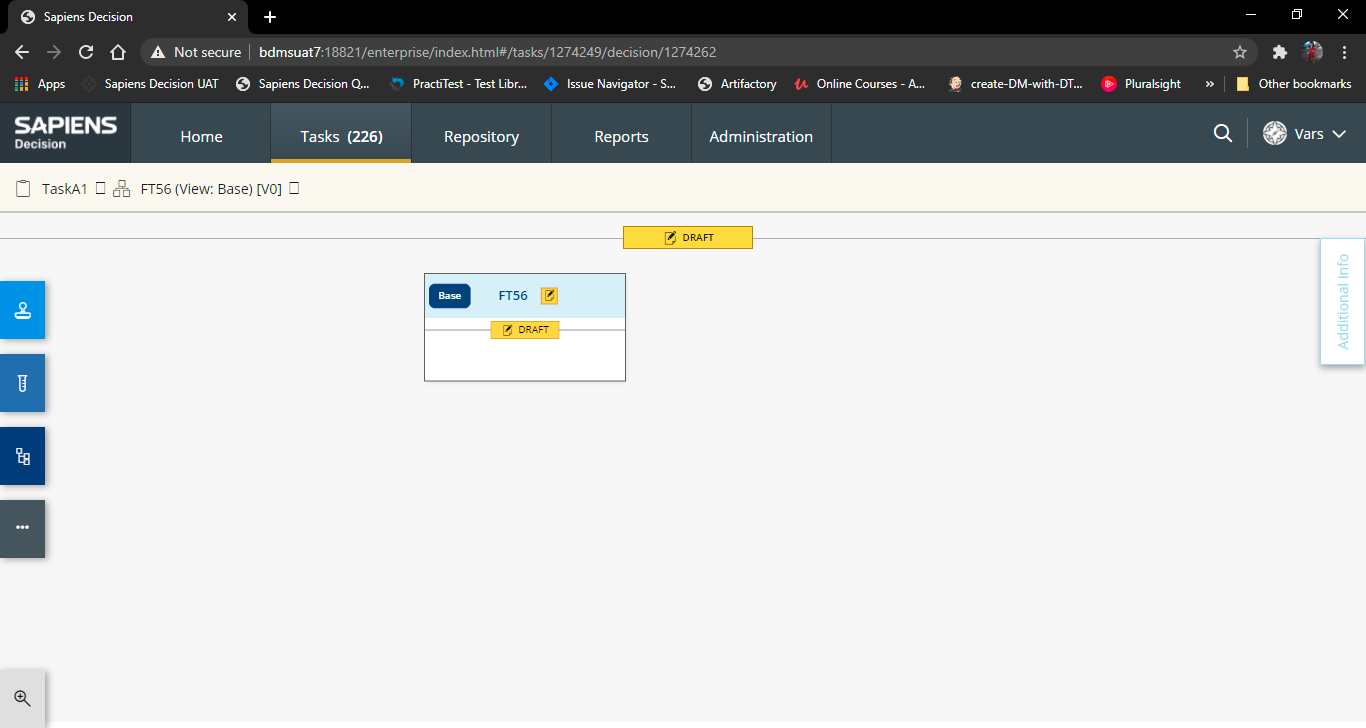 Sapiens Decision
Not secure bdmsuat7:18821/enterprise/index.html#/tasks/1274249/decision/1274262
Apps Sapiens Decision UAT Sapiens Decision Q... PractiTest - Test Libr... Issue Navigator - S... Artifactory Online Courses - A... create-DM-with-DT... Pluralsight » Other bookmarks
SAPIENS
Decision
Home Tasks (226) Repository Reports Administration Vars
TaskA1 FT56 (View: Base) [V0]
DRAFT
Base FT56
DRAFT
Additional Info